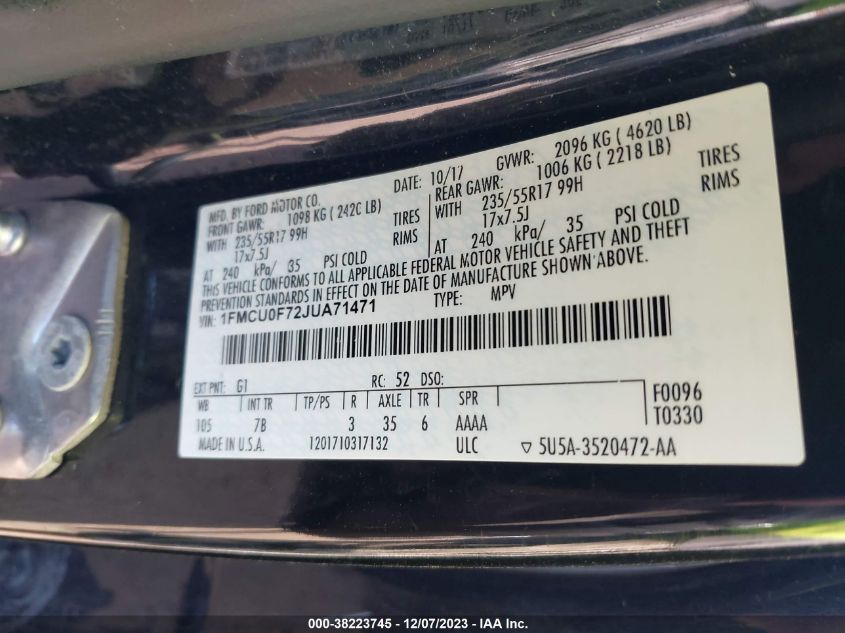 MFD. BY FORD MOTOR CO.
DATE: 10/17 GVWR: 2096 KG ( 4620 LB)
FRONT GAWR: 1098 KG ( 2420 LB) REAR GAWR: 1006 KG ( 2218 LB)
WITH 235/55R17 99H TIRES WITH 235/55R17 99H TIRES
17x7.5J RIMS 17x7.5J RIMS
AT 240 kPa/ 35 PSI COLD AT 240 kPa/ 35 PSI COLD
THIS VEHICLE CONFORMS TO ALL APPLICABLE FEDERAL MOTOR VEHICLE SAFETY AND THEFT
PREVENTION STANDARDS IN EFFECT ON THE DATE OF MANUFACTURE SHOWN ABOVE.
VIN: 1FMCU0F72JUA71471 TYPE: MPV
EXT PNT: G1 RC: 52 DSO:
WB INT TR TP/PS R AXLE TR SPR F0096
105 7B 3 35 6 AAAA T0330
MADE IN U.S.A. 1201710317132 ULC ▽ 5U5A-3520472-AA
000-38223745 - 12/07/2023 - IAA Inc.